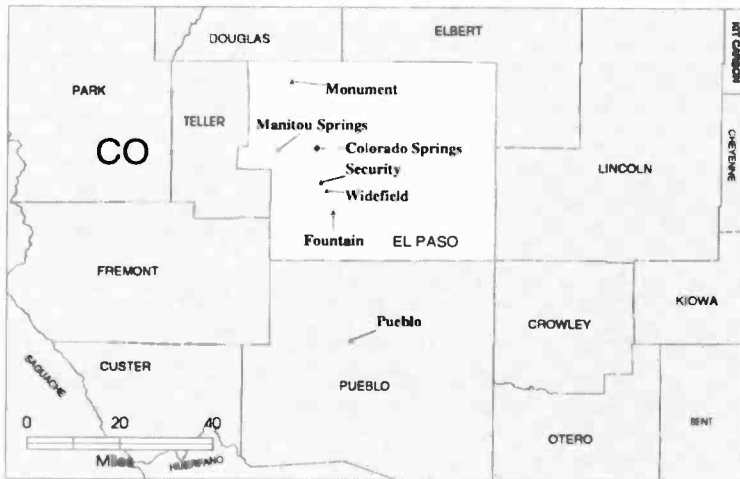 DOUGLAS
ELBERT
KIT CARSON
PARK
Monument
TELLER
CHEYENNE
Manitou Springs
CO
Colorado Springs
Security
LINCOLN
Widefield
Fountain
EL PASO
FREMONT
KIOWA
Pueblo
CROWLEY
CUSTER
SAGUACHE
PUEBLO
0 20 40
BENT
OTERO
Miles
HUERFANO